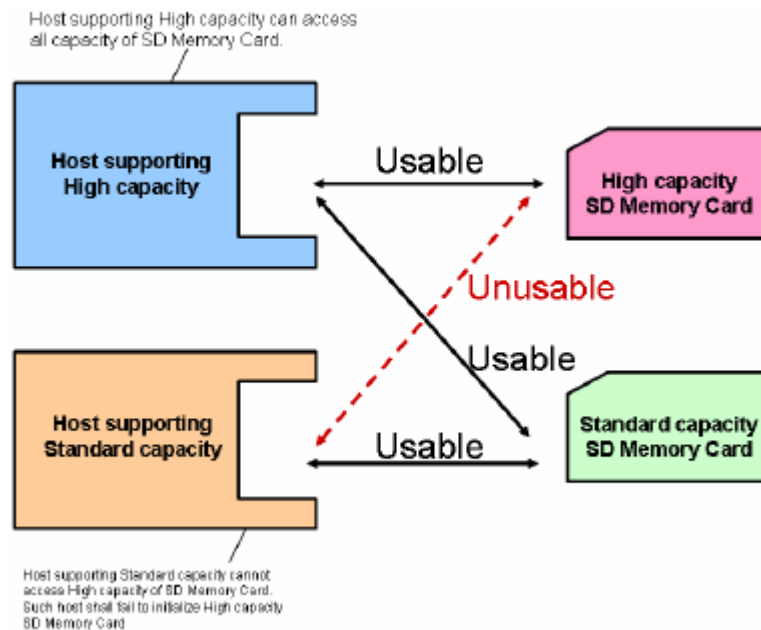 Host supporting High capacity can access
all capacity of SD Memory Card.
Host supporting
High capacity
Usable
High capacity
SD Memory Card
Unusable
Usable
Host supporting
Standard capacity
Usable
Standard capacity
SD Memory Card
Host supporting Standard capacity cannot
access High capacity of SD Memory Card.
Such host shall fail to initialize High capacity
SD Memory Card